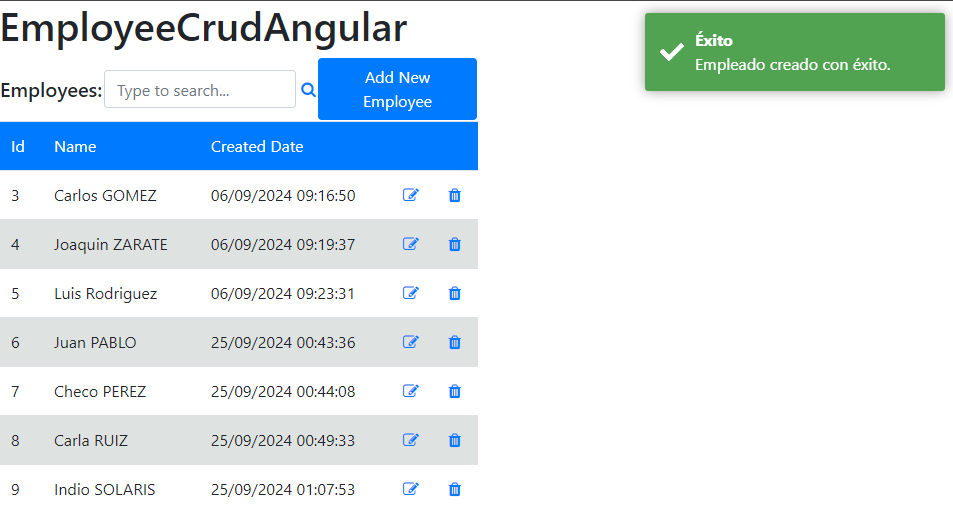 EmployeeCrudAngular
Éxito
Empleado creado con éxito.
Employees: Type to search... Add New
Employee
Id Name Created Date
3 Carlos GOMEZ 06/09/2024 09:16:50
4 Joaquin ZARATE 06/09/2024 09:19:37
5 Luis Rodriguez 06/09/2024 09:23:31
6 Juan PABLO 25/09/2024 00:43:36
7 Checo PEREZ 25/09/2024 00:44:08
8 Carla RUIZ 25/09/2024 00:49:33
9 Indio SOLARIS 25/09/2024 01:07:53